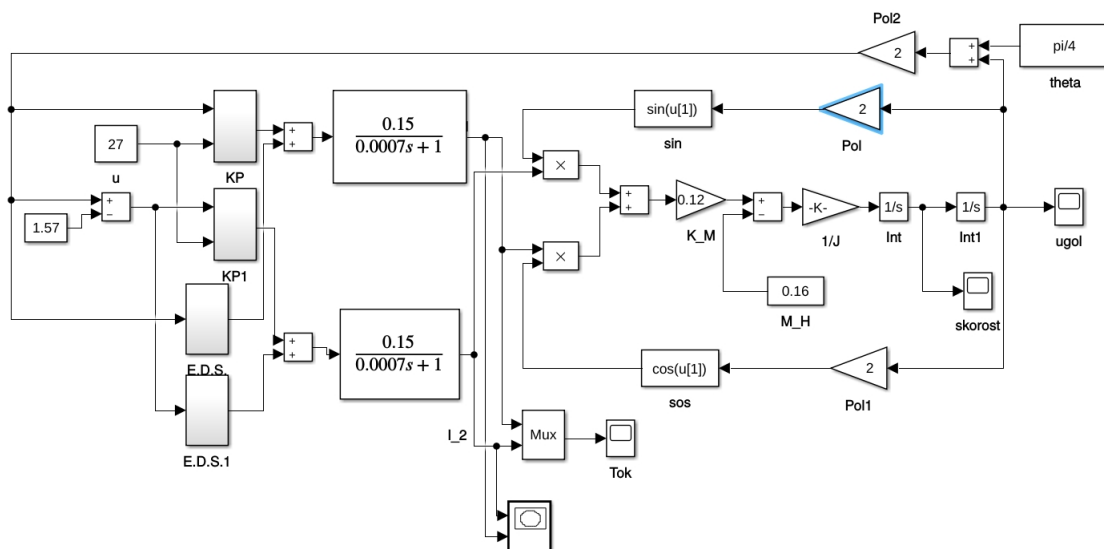 Pol2
2
+
+
pi/4
theta
sin(u[1])
sin
2
Pol
27
u
KP
+
+
0.15
0.0007s + 1
×
+
+
0.12
K_M
+
−
-K-
1/J
1/s
Int
1/s
Int1
ugol
1.57
+
−
KP1
×
0.16
M_H
skorost
E.D.S.
+
+
0.15
0.0007s + 1
cos(u[1])
sos
2
Pol1
E.D.S.1
I_2
Mux
Tok